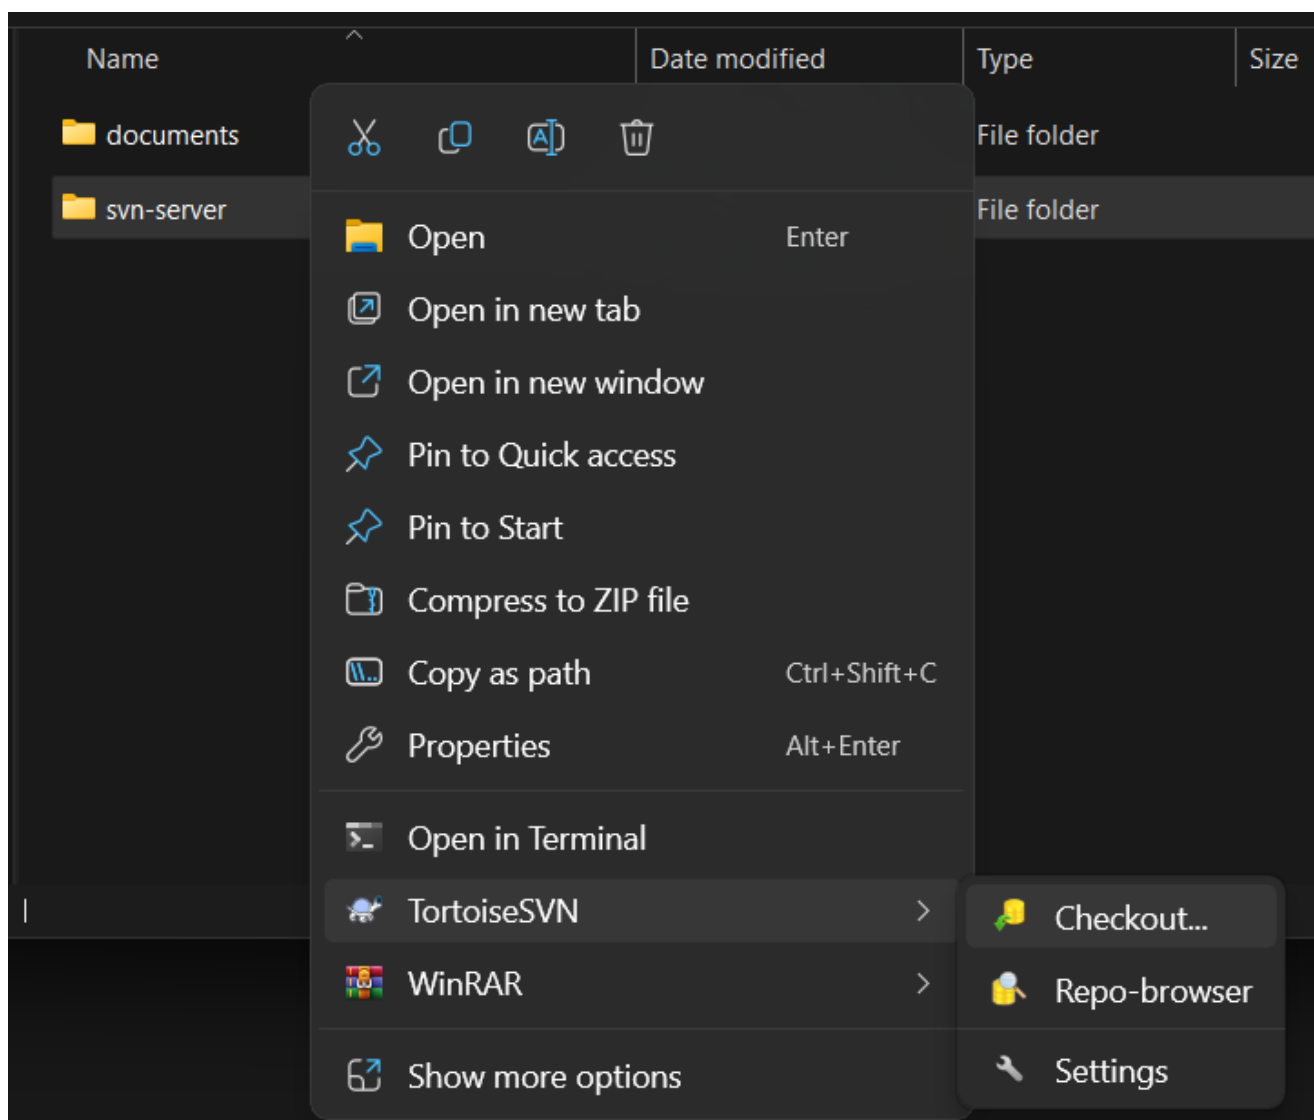 Name Date modified Type Size
documents File folder
svn-server File folder
Open Enter
Open in new tab
Open in new window
Pin to Quick access
Pin to Start
Compress to ZIP file
Copy as path Ctrl+Shift+C
Properties Alt+Enter
Open in Terminal
TortoiseSVN
WinRAR
Show more options
Checkout...
Repo-browser
Settings